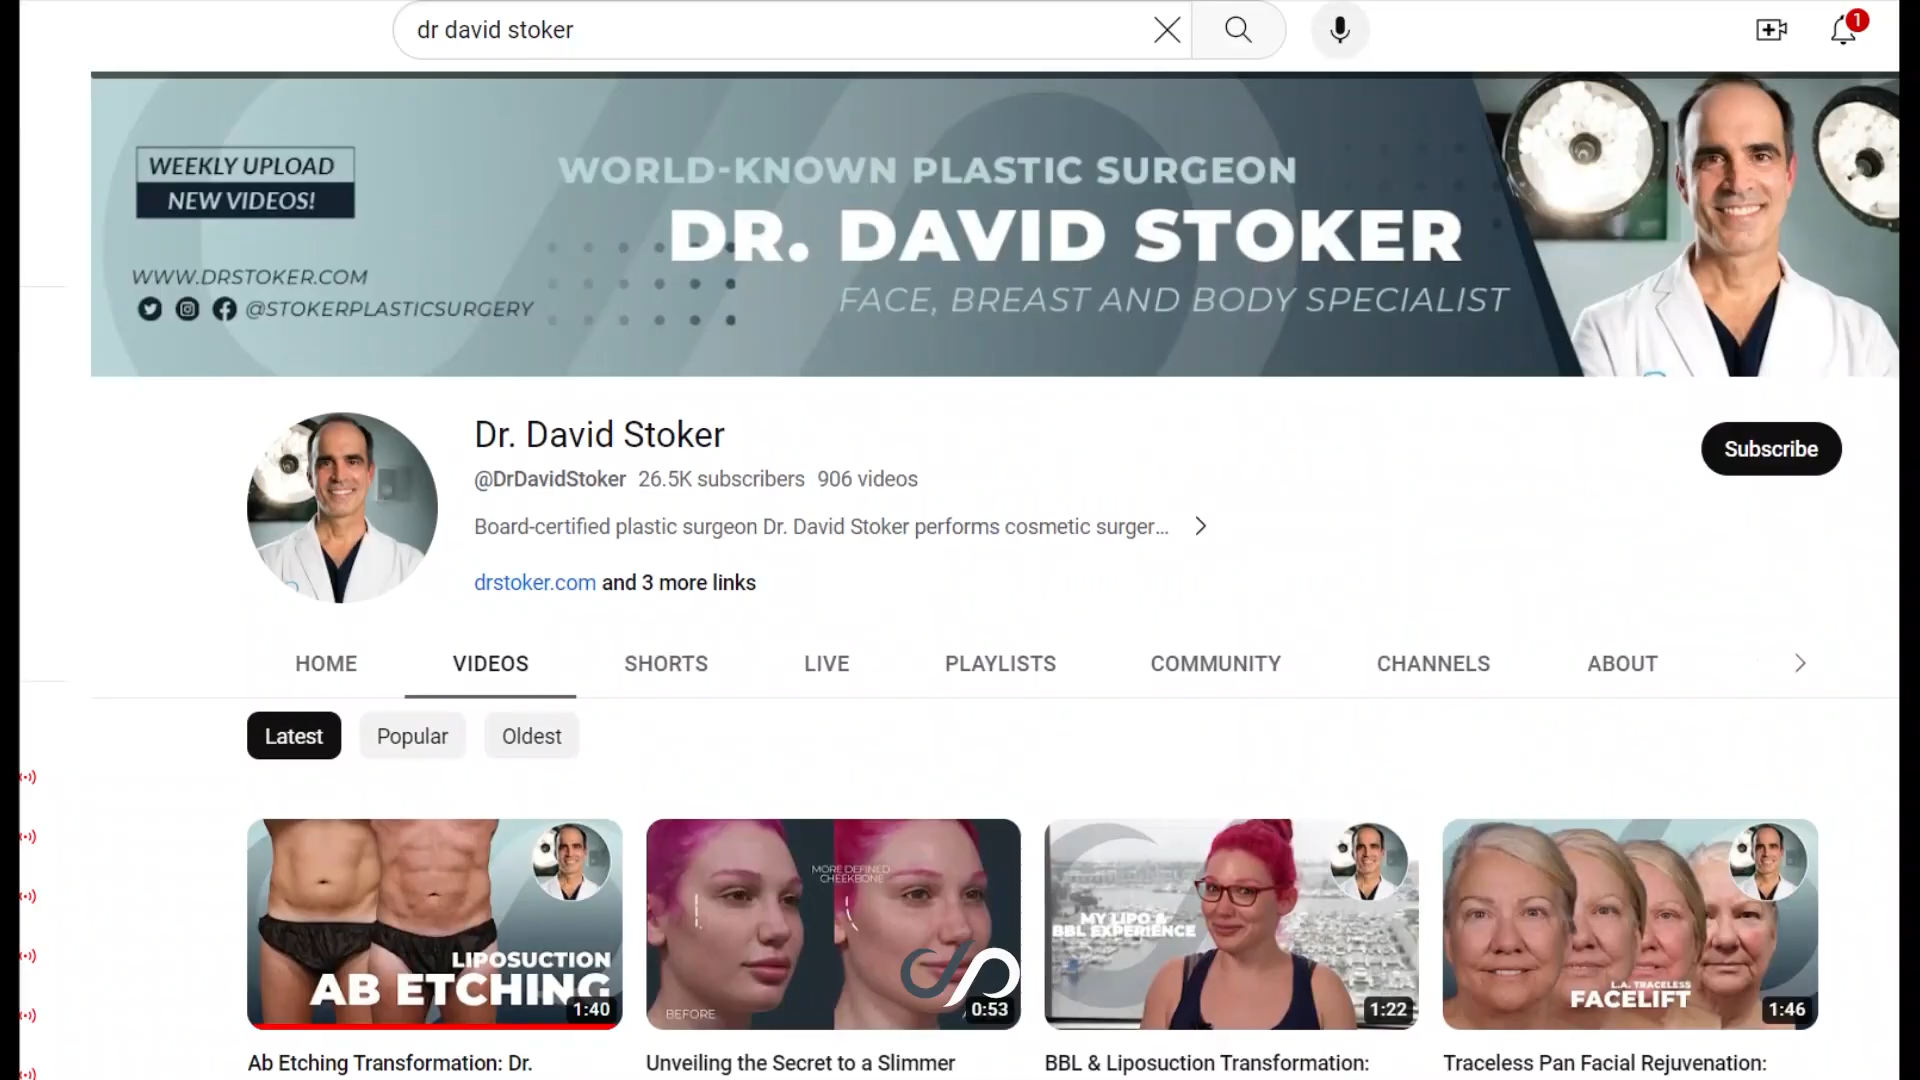 dr david stoker
1
WEEKLY UPLOAD
NEW VIDEOS!
WORLD-KNOWN PLASTIC SURGEON
DR. DAVID STOKER
FACE, BREAST AND BODY SPECIALIST
WWW.DRSTOKER.COM
@STOKERPLASTICSURGERY
Dr. David Stoker
@DrDavidStoker 26.5K subscribers 906 videos
Board-certified plastic surgeon Dr. David Stoker performs cosmetic surger...
drstoker.com and 3 more links
Subscribe
HOME VIDEOS SHORTS LIVE PLAYLISTS COMMUNITY CHANNELS ABOUT
Latest Popular Oldest
LIPOSUCTION
AB ETCHING
1:40
MORE DEFINED
CHEEKBONE
BEFORE
0:53
MY LIPO &
BBL EXPERIENCE
1:22
L.A. TRACELESS
FACELIFT
1:46
Ab Etching Transformation: Dr.
Unveiling the Secret to a Slimmer
BBL & Liposuction Transformation:
Traceless Pan Facial Rejuvenation: